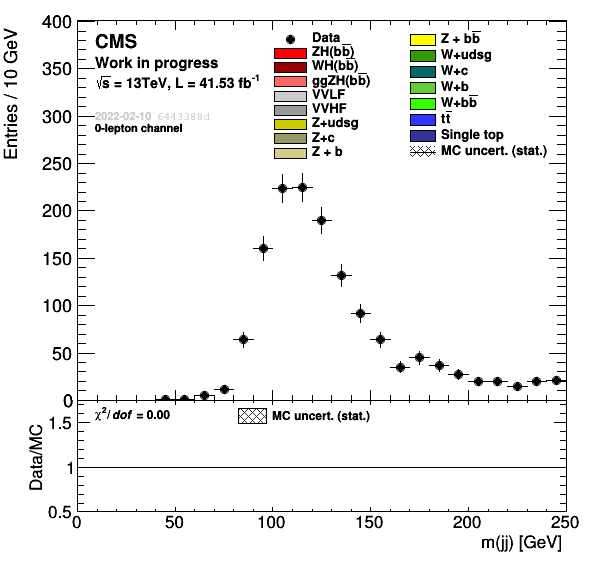 400
350
300
250
200
150
100
50
0
Entries / 10 GeV
CMS
Work in progress
√s = 13TeV, L = 41.53 fb⁻¹
2022-02-10 6443388d
0-lepton channel
Data
ZH(bb̅)
WH(bb̅)
ggZH(bb̅)
VVLF
VVHF
Z+udsg
Z+c
Z + b
Z + bb̅
W+udsg
W+c
W+b
W+bb̅
tt̅
Single top
MC uncert. (stat.)
χ²/dof = 0.00
MC uncert. (stat.)
Data/MC
1.5
1
0.5
0 50 100 150 200 250
m(jj) [GeV]